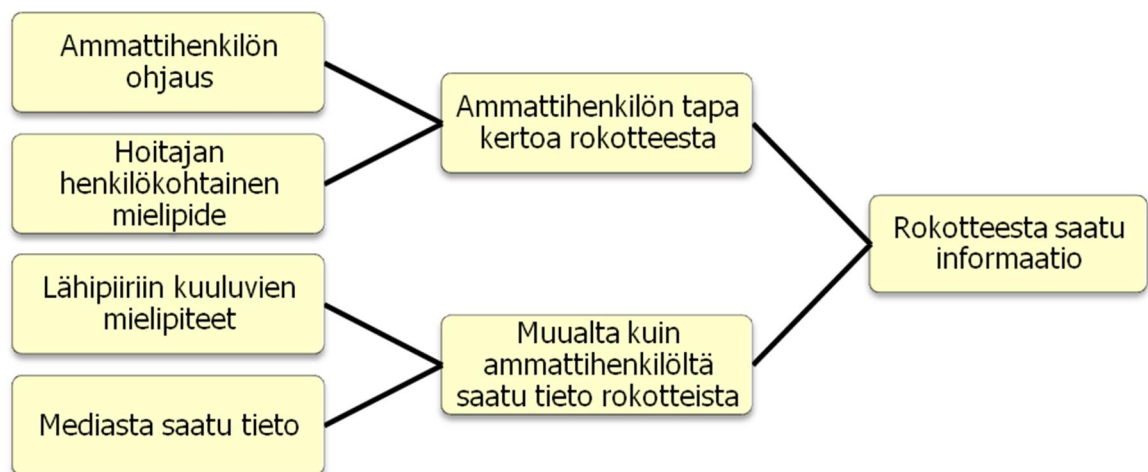 Ammattihenkilön
ohjaus
Hoitajan
henkilökohtainen
mielipide
Lähipiiriin kuuluvien
mielipiteet
Mediasta saatu tieto
Ammattihenkilön tapa
kertoa rokotteesta
Muualta kuin
ammattihenkilöltä
saatu tieto rokotteista
Rokotteesta saatu
informaatio